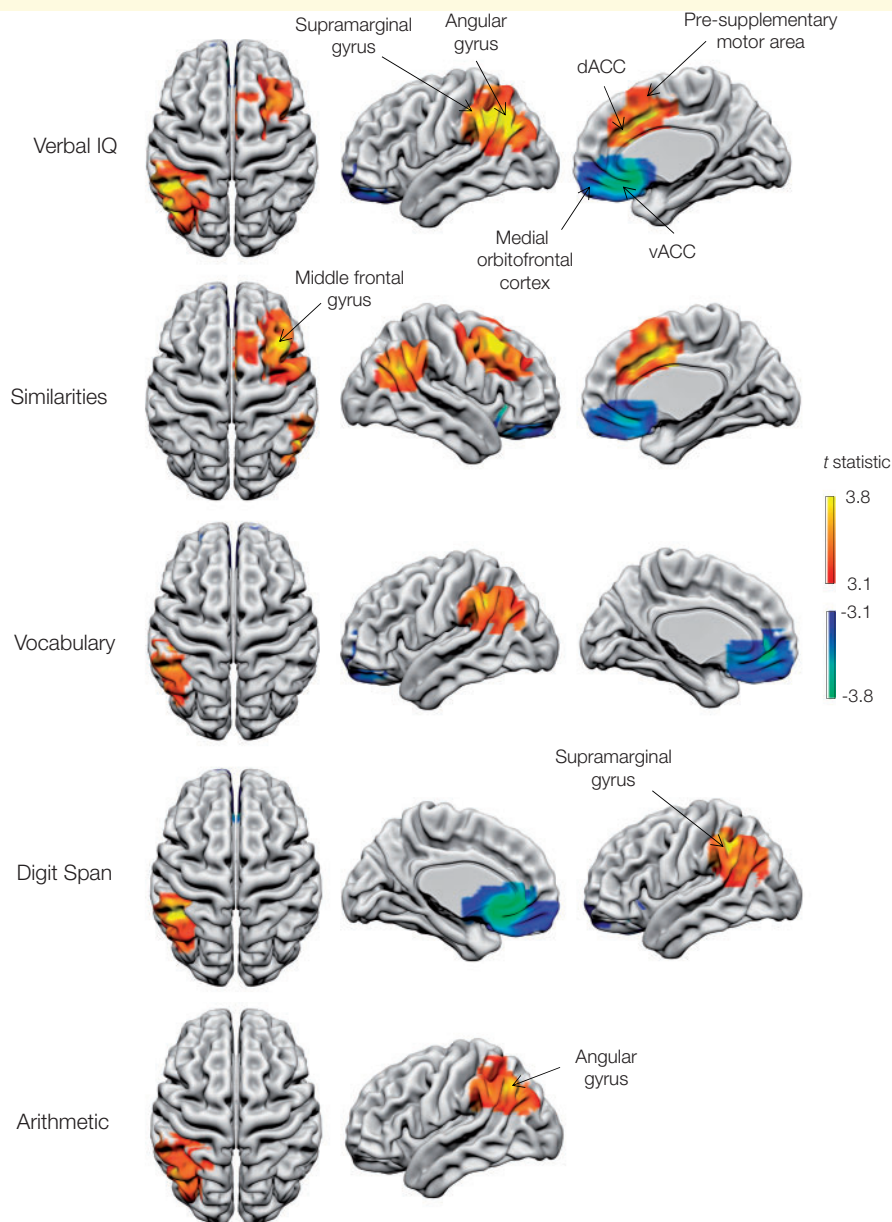 Supramarginal
gyrus
Angular
gyrus
Pre-supplementary
motor area
dACC
Verbal IQ
Medial
orbitofrontal
cortex
vACC
Middle frontal
gyrus
Similarities
t statistic
3.8
3.1
-3.1
-3.8
Vocabulary
Supramarginal
gyrus
Digit Span
Angular
gyrus
Arithmetic